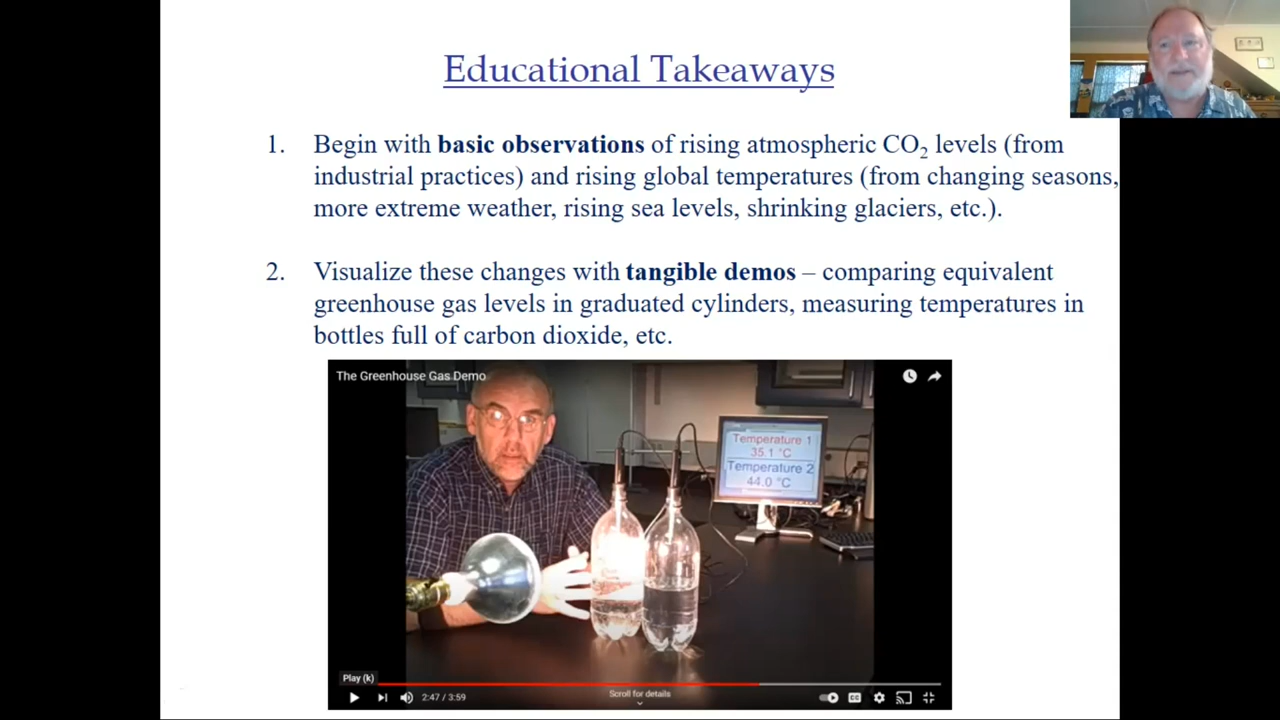 Educational Takeaways
1. Begin with basic observations of rising atmospheric CO₂ levels (from
industrial practices) and rising global temperatures (from changing seasons,
more extreme weather, rising sea levels, shrinking glaciers, etc.).
2. Visualize these changes with tangible demos – comparing equivalent
greenhouse gas levels in graduated cylinders, measuring temperatures in
bottles full of carbon dioxide, etc.
The Greenhouse Gas Demo
Temperature 1
35.1 °C
Temperature 2
44.0 °C
Play (k)
2:47 / 3:59
Scroll for details
CC